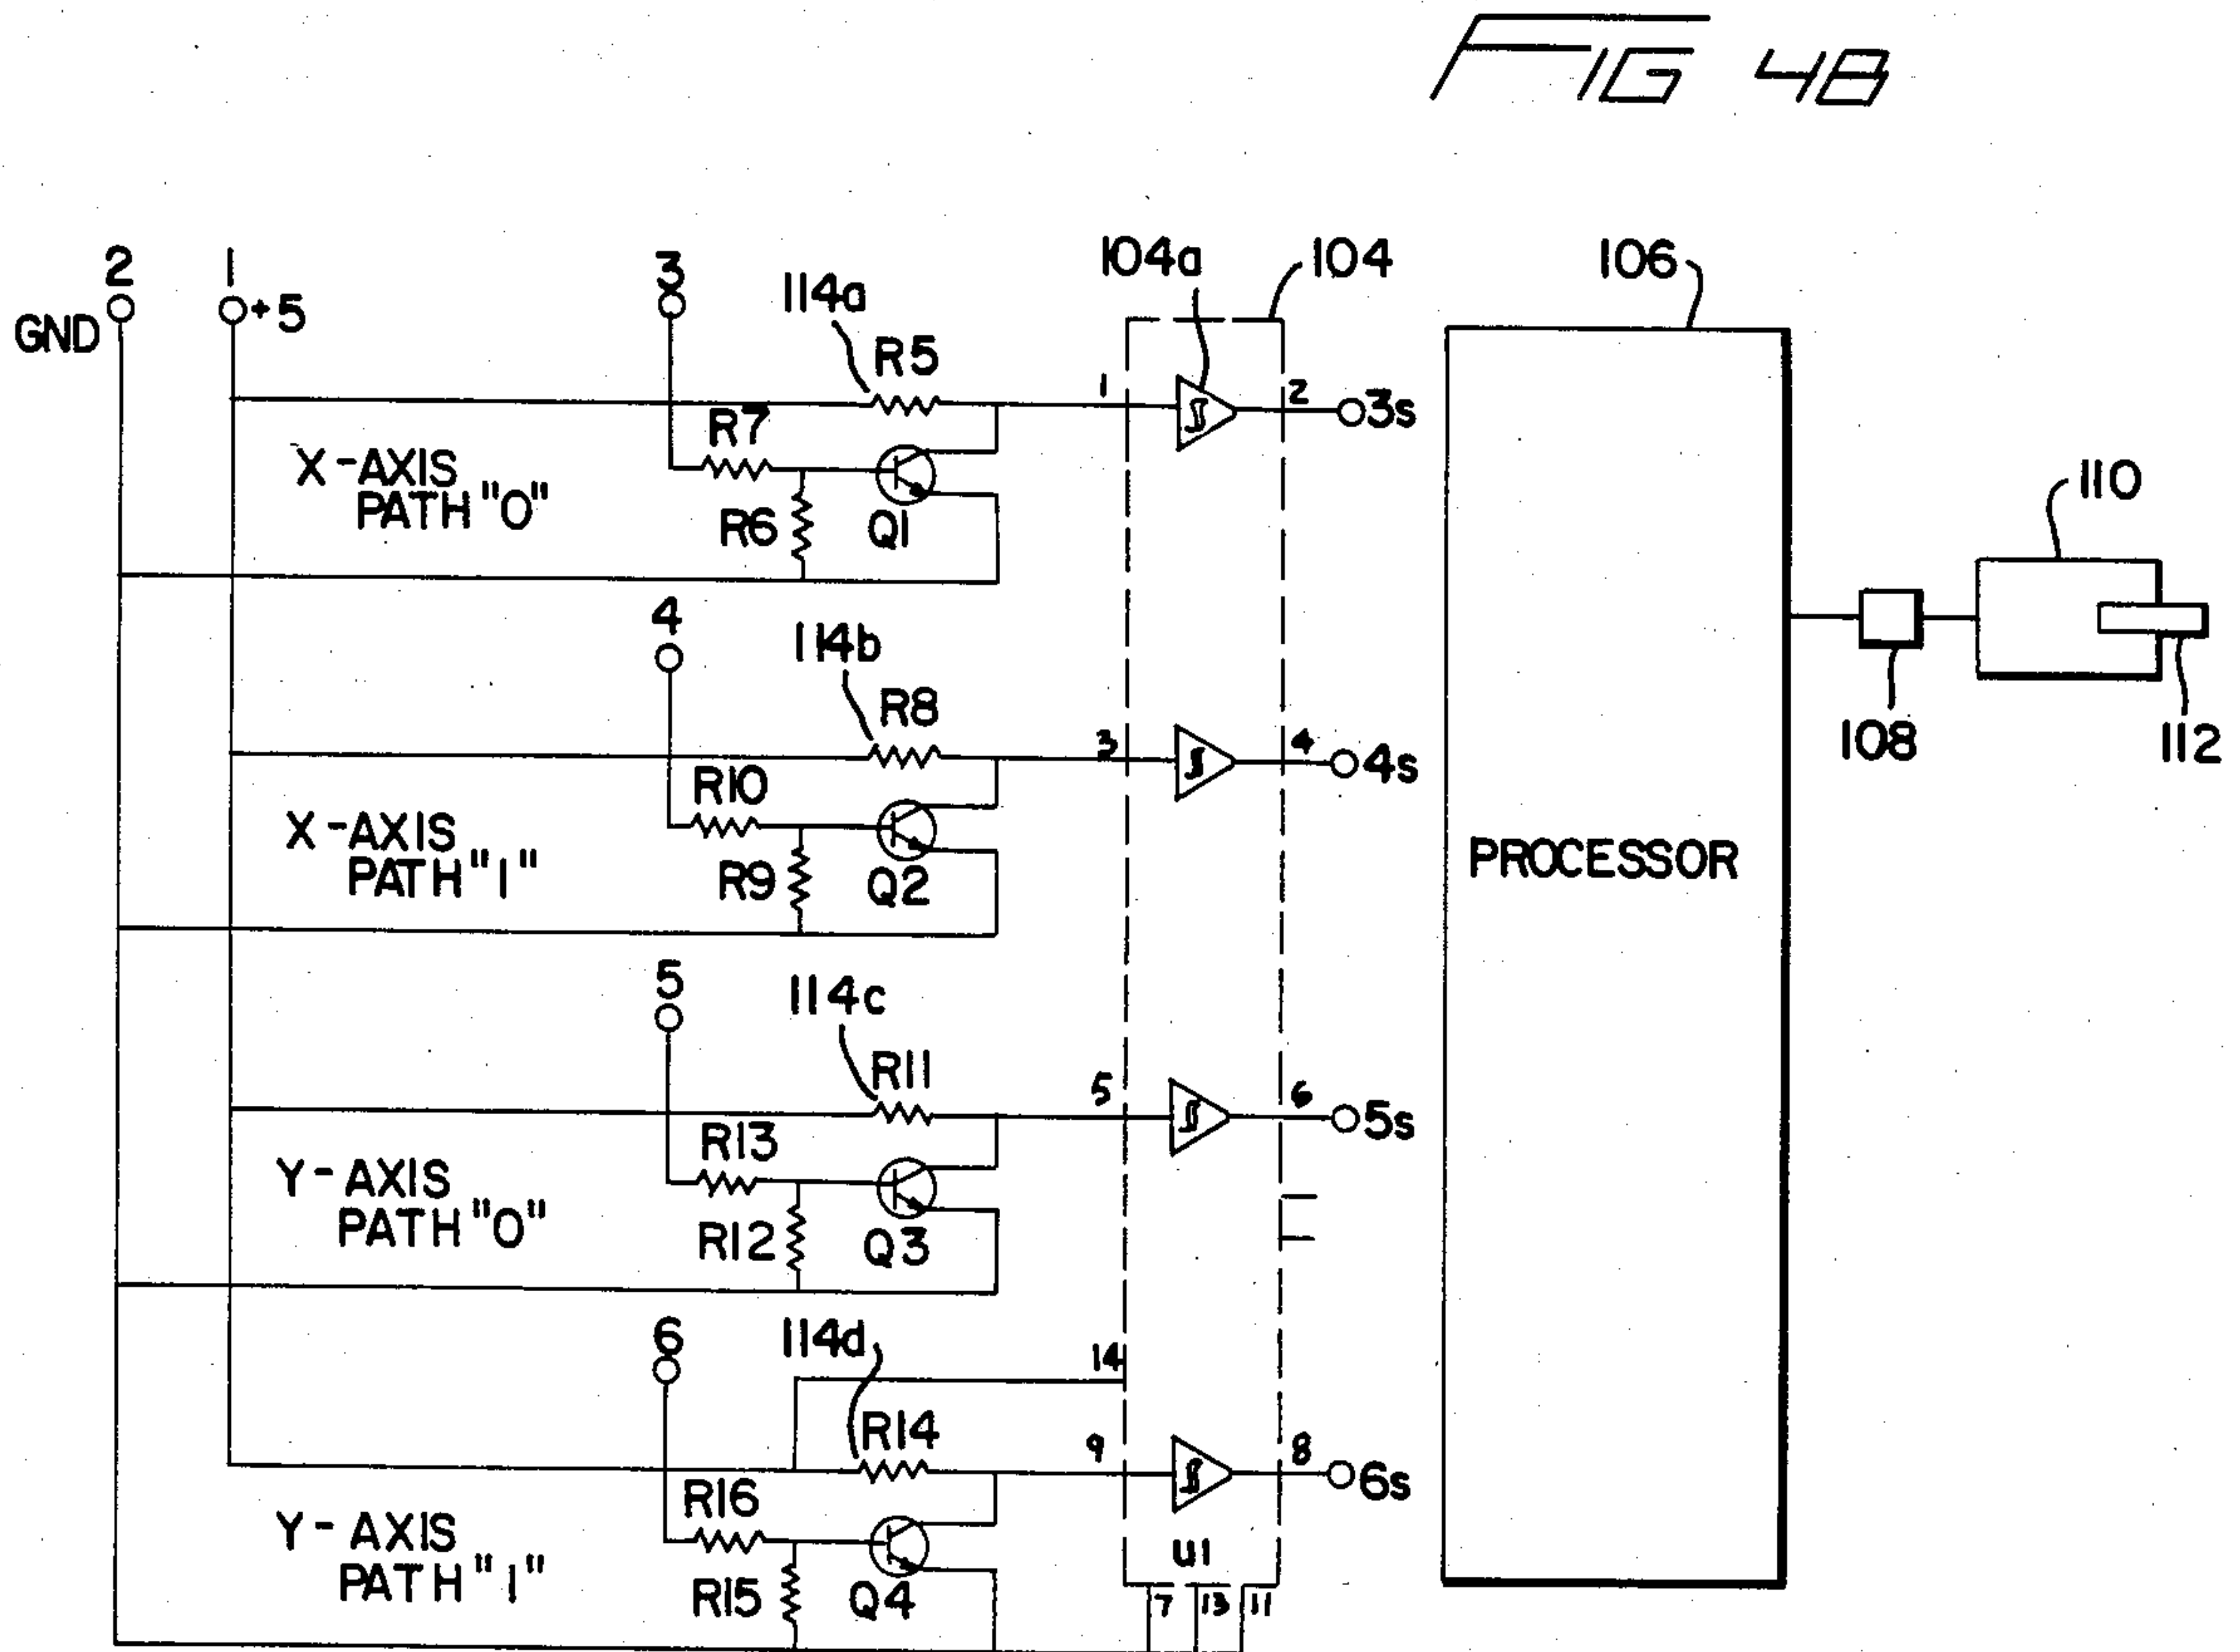 FIG 4B
2
1
3
104a
104
106
GND
+5
114a
R5
1
2
3s
R7
X-AXIS
PATH "0"
R6
Q1
110
4
114b
R8
3
4
4s
108
112
R10
X-AXIS
PATH "1"
R9
Q2
PROCESSOR
5
114c
R11
5
6
5s
R13
Y-AXIS
PATH "0"
R12
Q3
6
114d
14
R14
9
8
6s
R16
Y-AXIS
PATH "1"
R15
Q4
U1
7
13
11